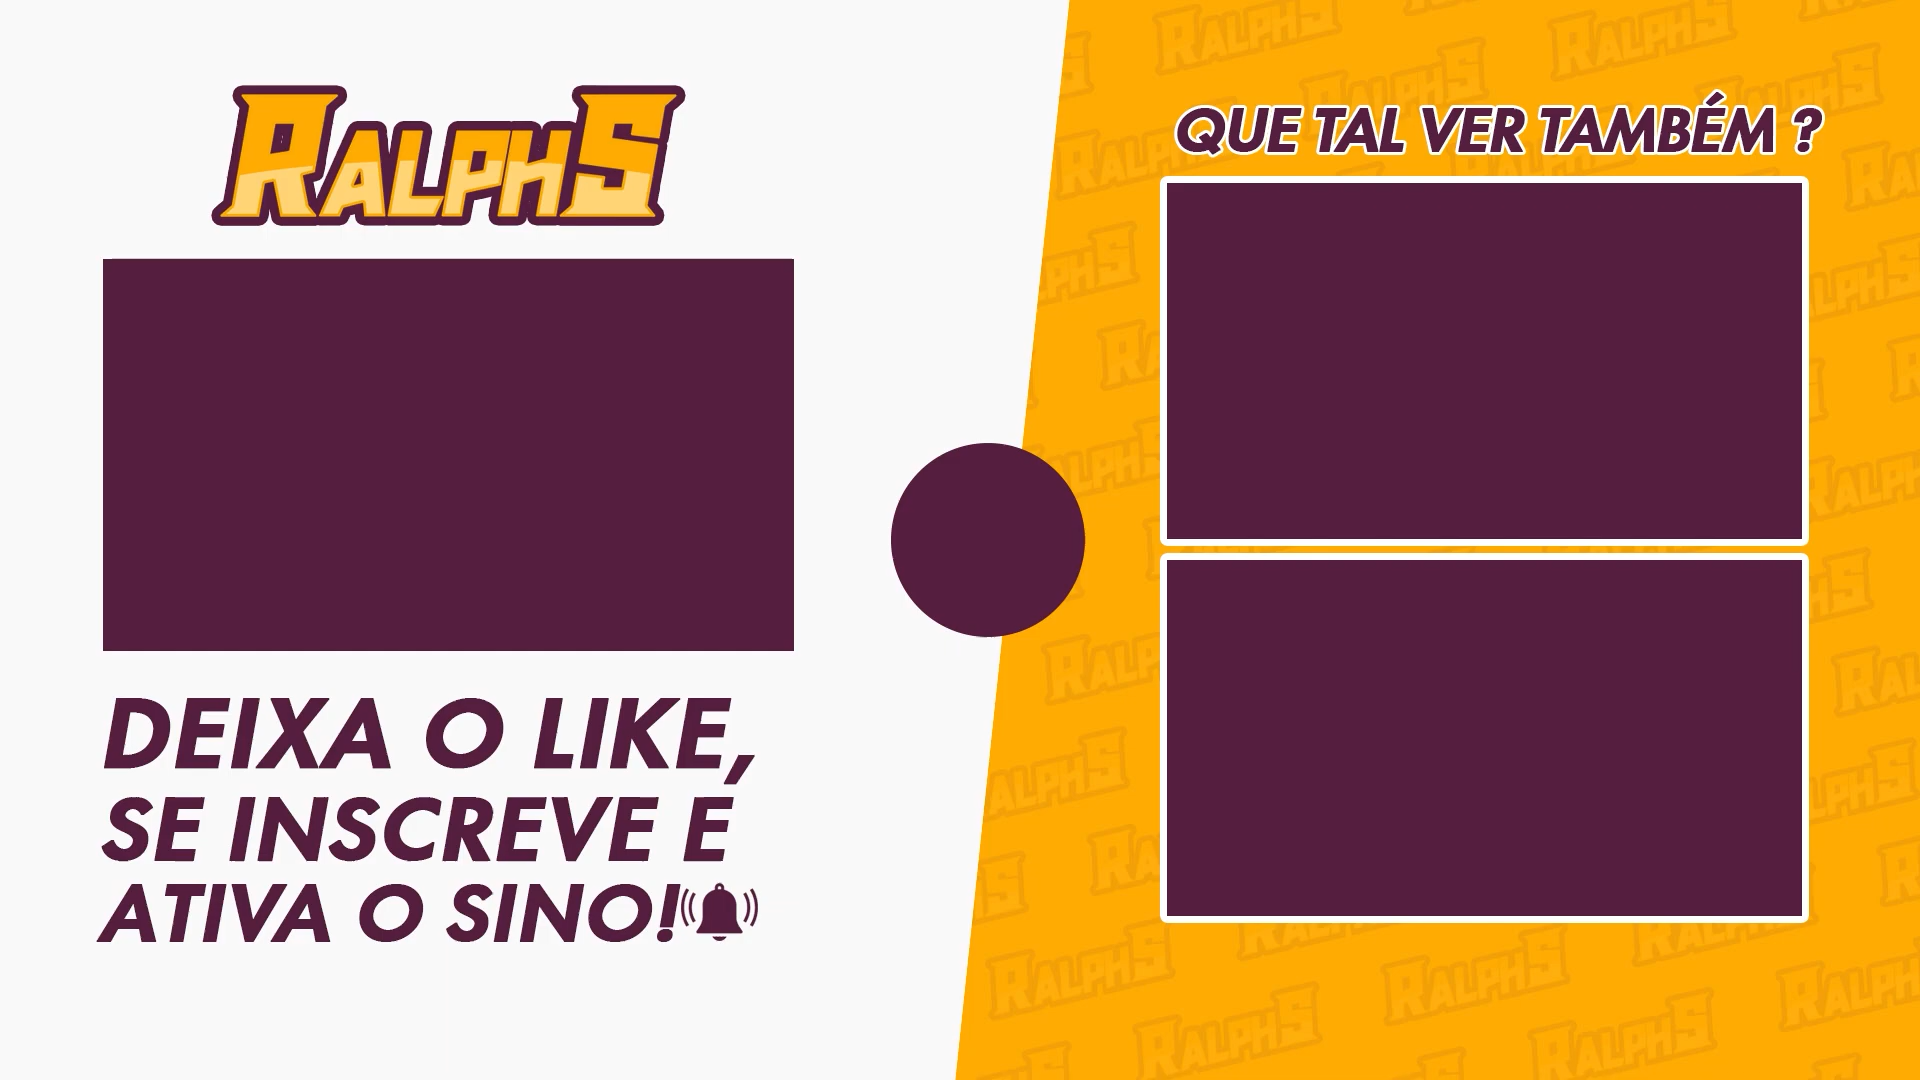 RALPHS
DEIXA O LIKE,
SE INSCREVE E
ATIVA O SINO!
QUE TAL VER TAMBÉM ?